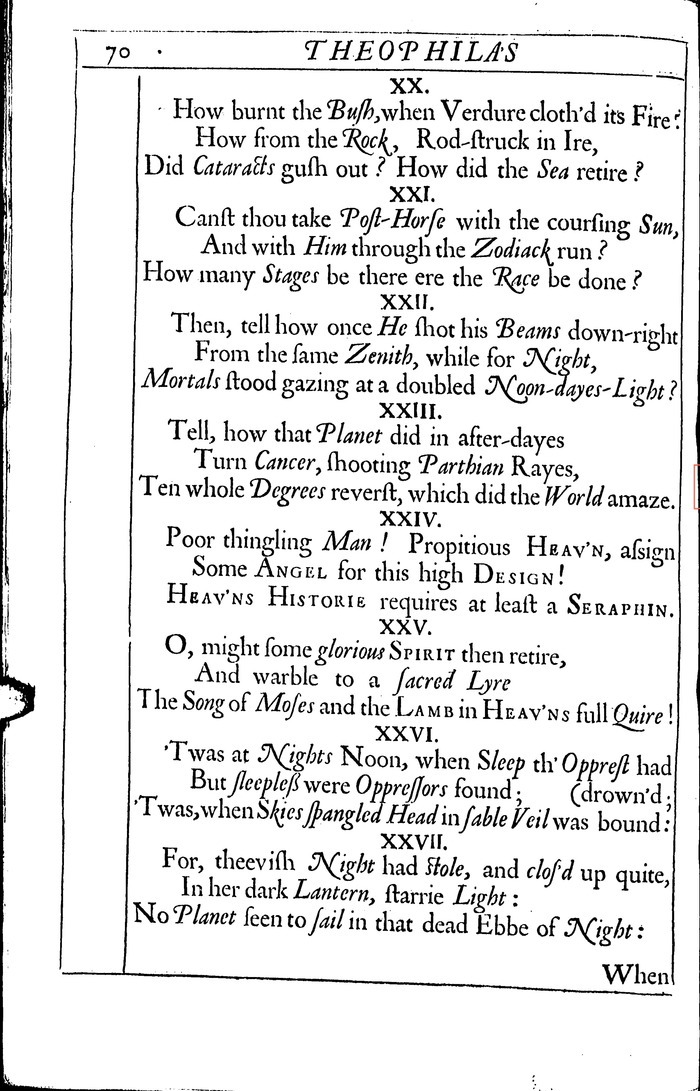 70 THEOPHILA'S
XX.
How burnt the Buſh, when Verdure cloth'd its Fire?
How from the Rock, Rod-ſtruck in Ire,
Did Cataracts guſh out? How did the Sea retire?
XXI.
Canſt thou take Poſt-Horſe with the courſing Sun,
And with Him through the Zodiack run?
How many Stages be there ere the Race be done?
XXII.
Then, tell how once He ſhot his Beams down-right
From the ſame Zenith, while for Night,
Mortals ſtood gazing at a doubled Noon-dayes-Light?
XXIII.
Tell, how that Planet did in after-dayes
Turn Cancer, ſhooting Parthian Rayes,
Ten whole Degrees reverſt, which did the World amaze.
XXIV.
Poor thingling Man! Propitious HEAV'N, aſsign
Some ANGEL for this high DESIGN!
HEAV'NS HISTORIE requires at leaſt a SERAPHIN.
XXV.
O, might ſome glorious SPIRIT then retire,
And warble to a ſacred Lyre
The Song of Moſes and the LAMB in HEAV'NS full Quire!
XXVI.
'Twas at Nights Noon, when Sleep th' Oppreſt had
But ſleepleß were Oppreſſors found; (drown'd;
'Twas, when Skies ſpangled Head in ſable Veil was bound:
XXVII.
For, theeviſh Night had ſtole, and cloſ'd up quite,
In her dark Lantern, ſtarrie Light:
No Planet ſeen to ſail in that dead Ebbe of Night:
When